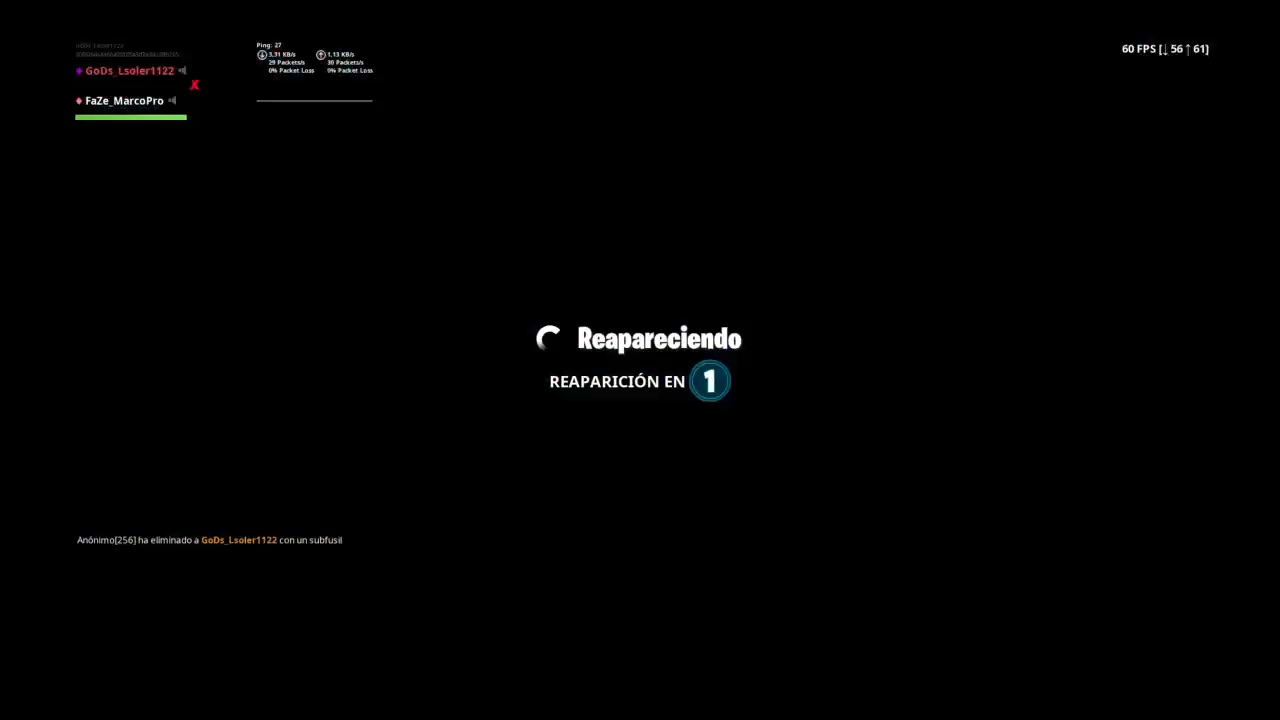 GoDs_Lsoler1122
X
FaZe_MarcoPro
Ping: 27
3,31 KB/s
29 Packets/s
0% Packet Loss
1,13 KB/s
30 Packets/s
0% Packet Loss
60 FPS [↓ 56 ↑ 61]
Reapareciendo
REAPARICIÓN EN 1
Anónimo[256] ha eliminado a GoDs_Lsoler1122 con un subfusil